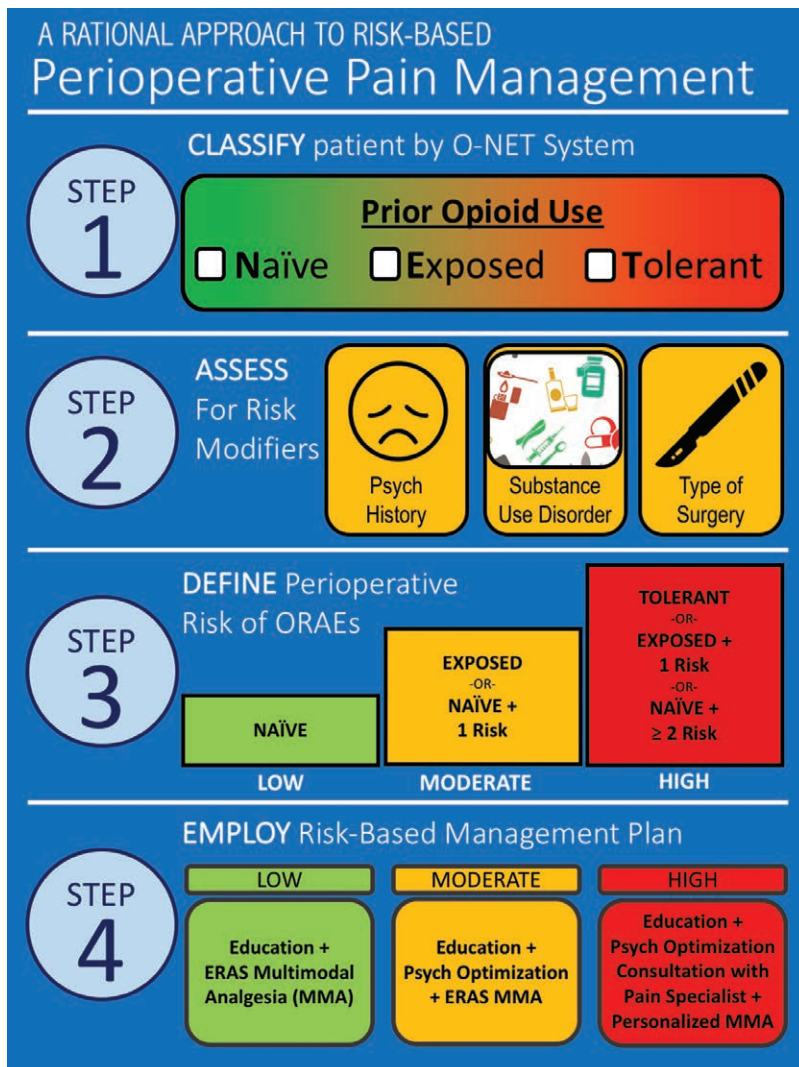 A RATIONAL APPROACH TO RISK-BASED
Perioperative Pain Management
STEP
1
CLASSIFY patient by O-NET System
Prior Opioid Use
Naïve
Exposed
Tolerant
STEP
2
ASSESS
For Risk
Modifiers
Psych
History
Substance
Use Disorder
Type of
Surgery
STEP
3
DEFINE Perioperative
Risk of ORAEs
NAÏVE
LOW
EXPOSED
-OR-
NAÏVE +
1 Risk
MODERATE
TOLERANT
-OR-
EXPOSED +
1 Risk
-OR-
NAÏVE +
≥ 2 Risk
HIGH
STEP
4
EMPLOY Risk-Based Management Plan
LOW
Education +
ERAS Multimodal
Analgesia (MMA)
MODERATE
Education +
Psych Optimization
+ ERAS MMA
HIGH
Education +
Psych Optimization
Consultation with
Pain Specialist +
Personalized MMA